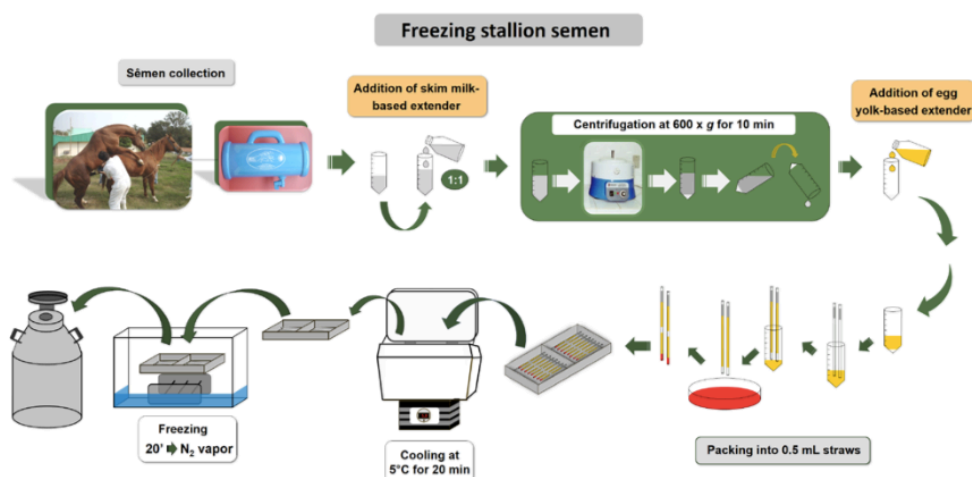 Freezing stallion semen
Sêmen collection
Addition of skim milk-
based extender
1:1
Centrifugation at 600 x g for 10 min
Addition of egg
yolk-based extender
Freezing
20' ➡ N₂ vapor
Cooling at
5°C for 20 min
Packing into 0.5 mL straws